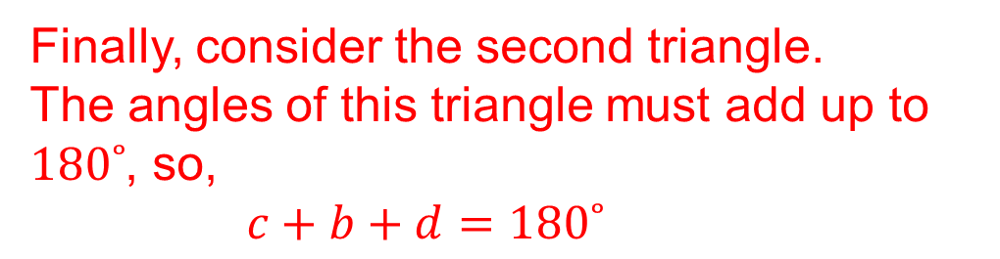 Finally, consider the second triangle.
The angles of this triangle must add up to
180°, so,
c + b + d = 180°